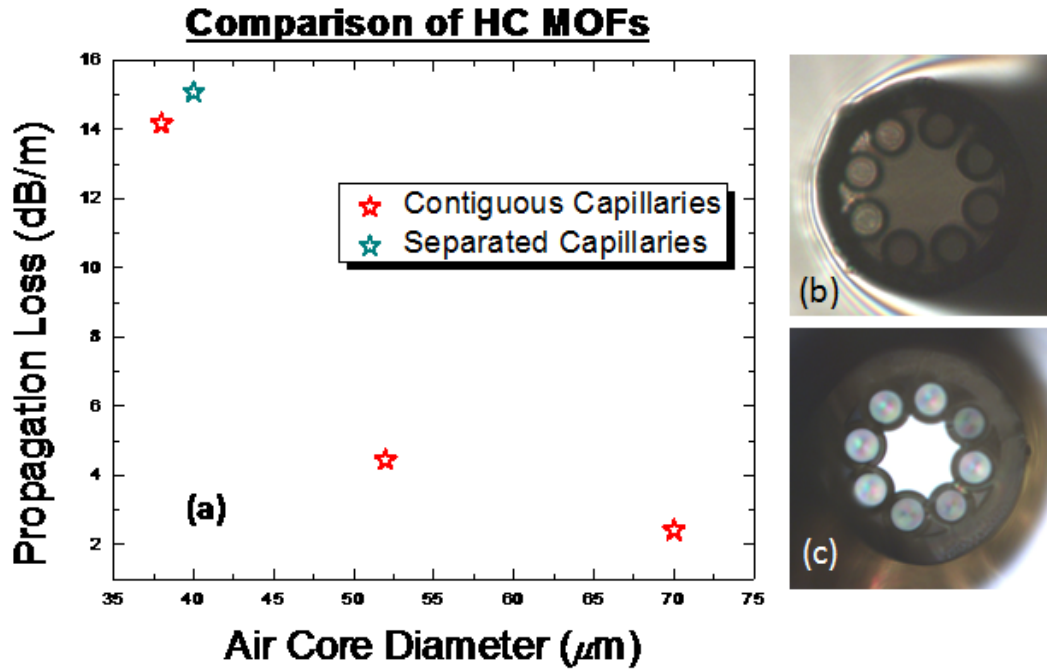 Comparison of HC MOFs
Propagation Loss (dB/m)
16
14
12
10
8
6
4
2
Contiguous Capillaries
Separated Capillaries
(a)
35 40 45 50 55 60 65 70 75
Air Core Diameter (μm)
(b)
(c)